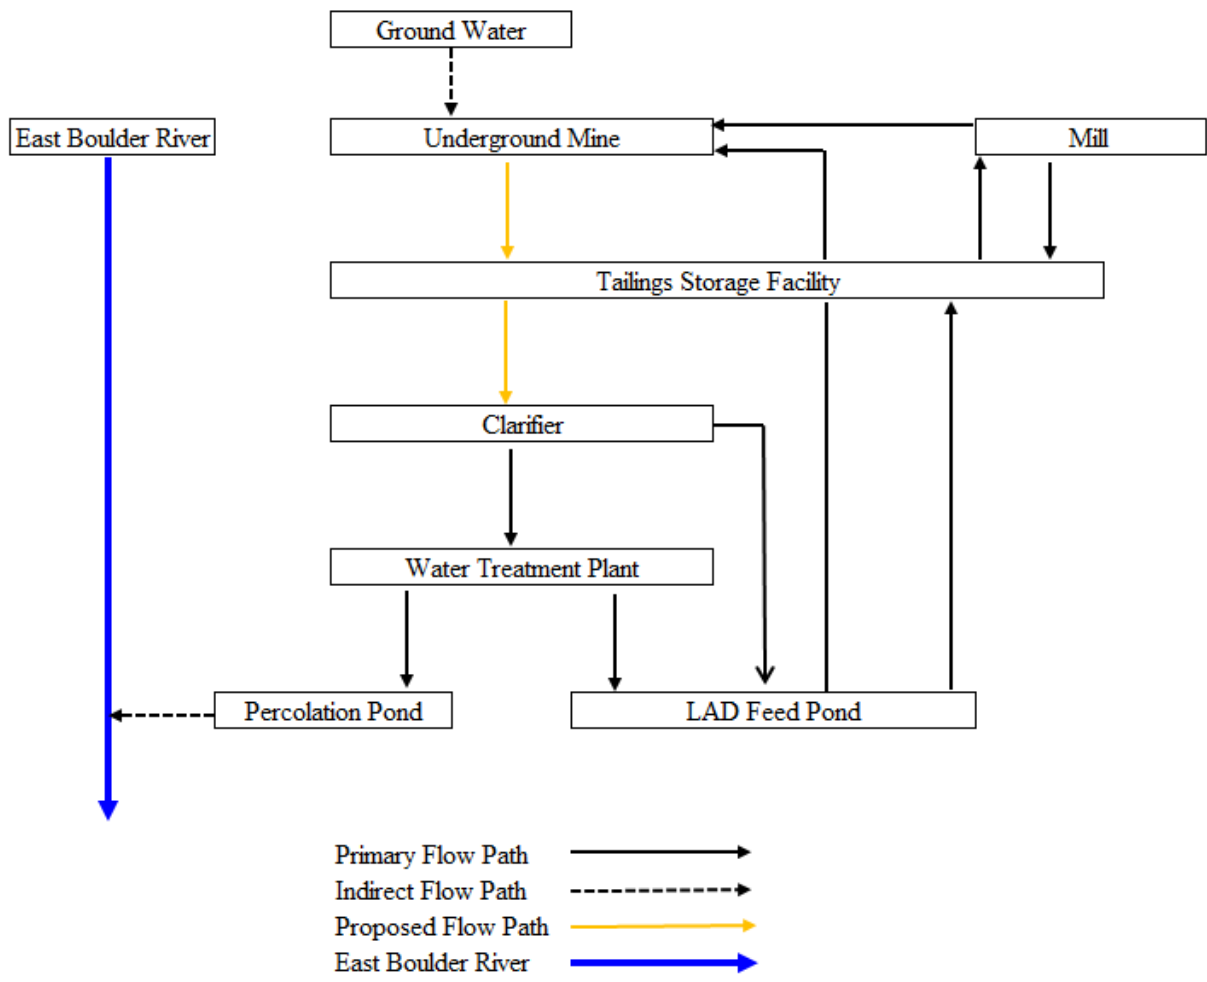 Ground Water
East Boulder River
Underground Mine
Mill
Tailings Storage Facility
Clarifier
Water Treatment Plant
Percolation Pond
LAD Feed Pond
Primary Flow Path
Indirect Flow Path
Proposed Flow Path
East Boulder River